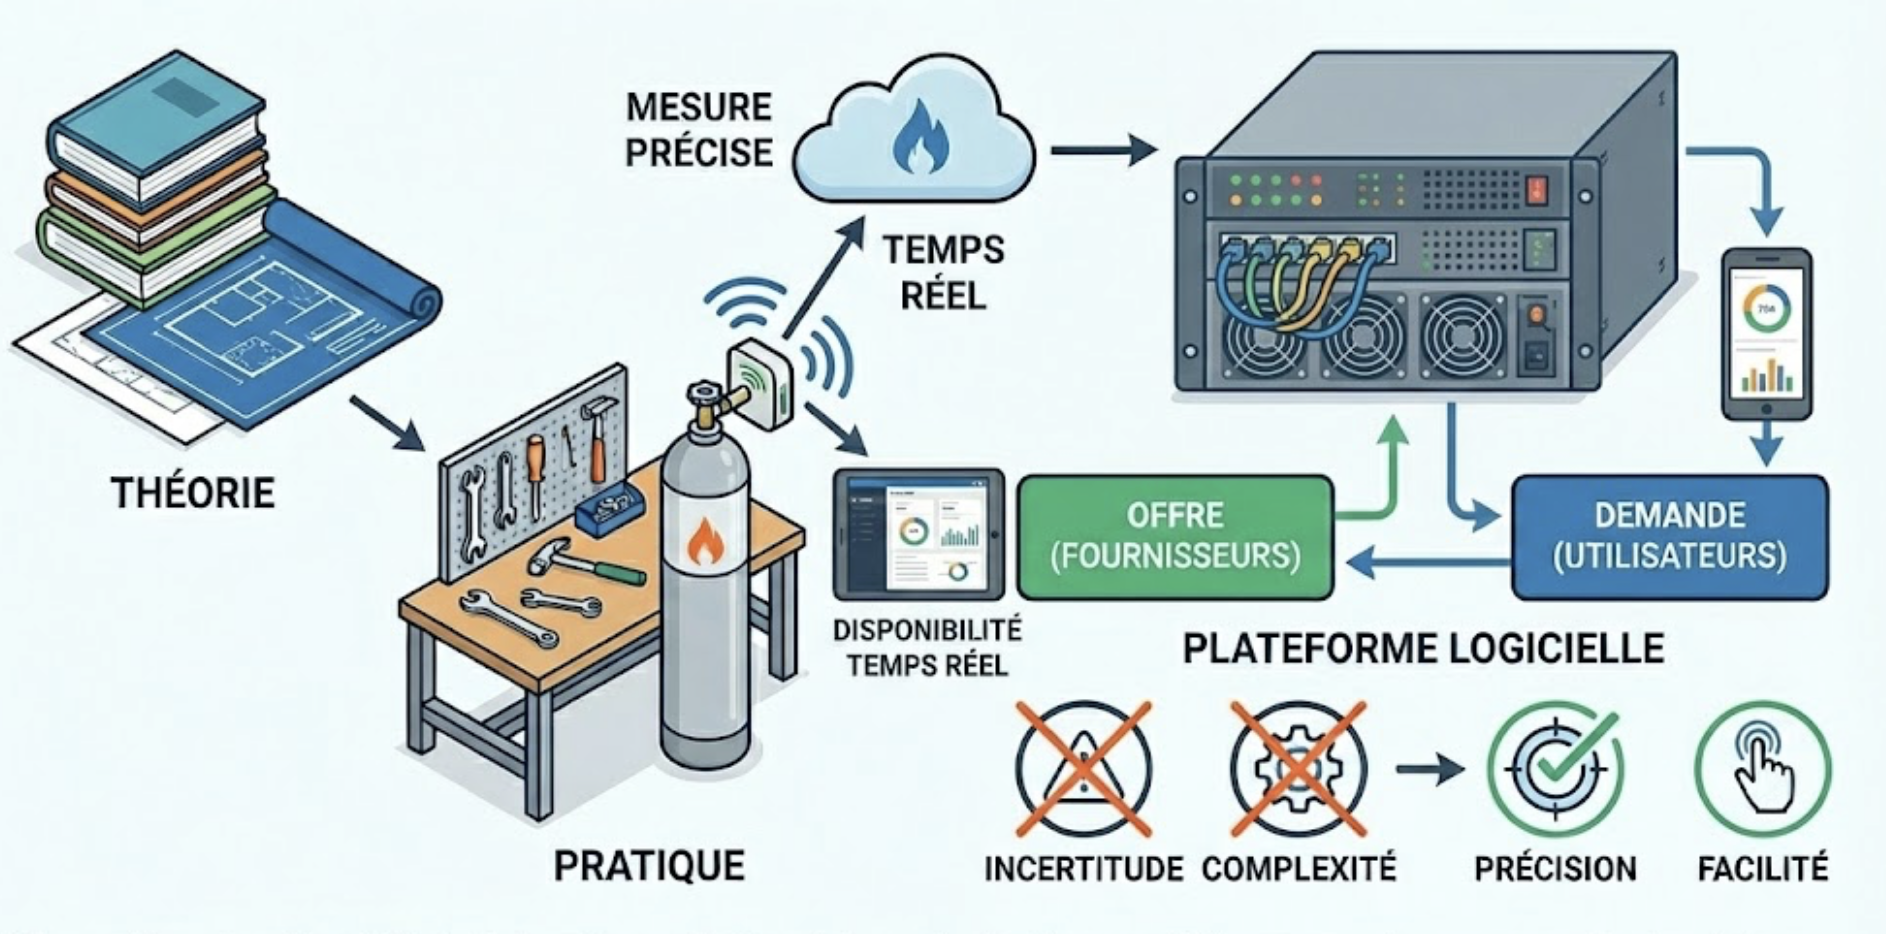 MESURE
PRÉCISE
TEMPS
RÉEL
THÉORIE
OFFRE
(FOURNISSEURS)
DEMANDE
(UTILISATEURS)
DISPONIBILITÉ
TEMPS RÉEL
PLATEFORME LOGICIELLE
PRATIQUE
INCERTITUDE
COMPLEXITÉ
PRÉCISION
FACILITÉ